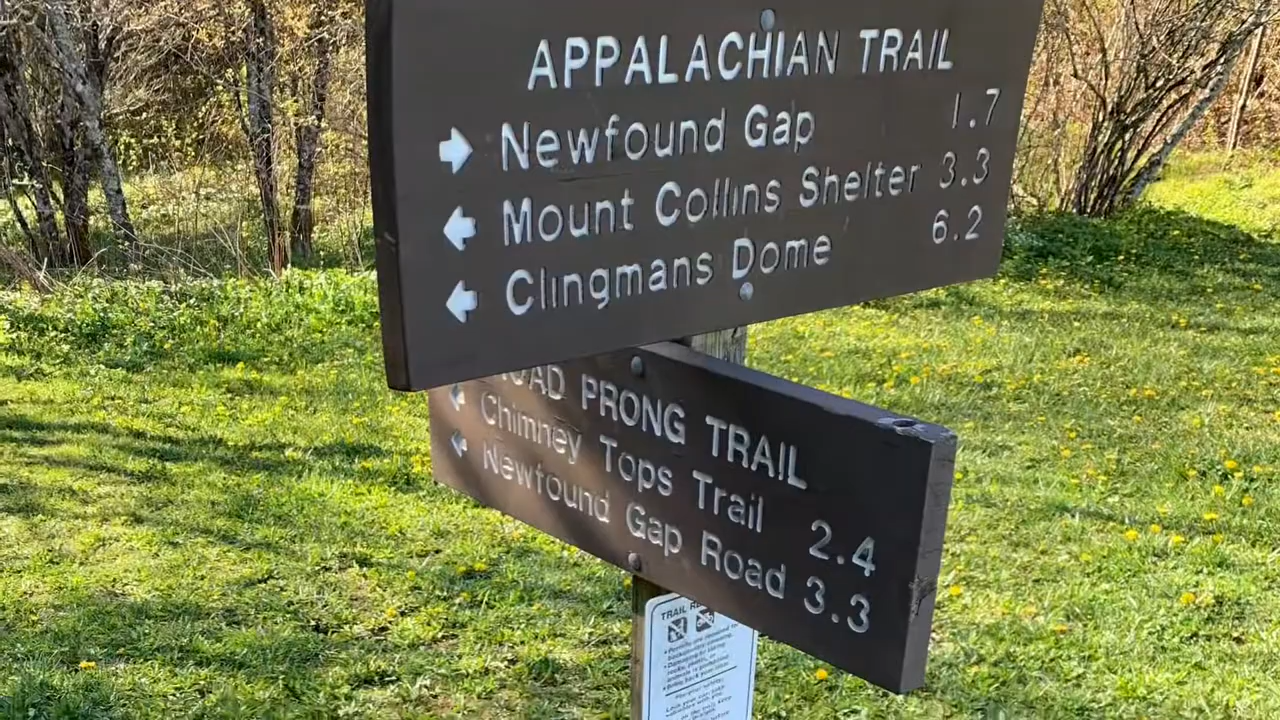 APPALACHIAN TRAIL
Newfound Gap 1.7
Mount Collins Shelter 3.3
Clingmans Dome 6.2
PRONG TRAIL
Chimney Tops Trail 2.4
Newfound Gap Road 3.3
TRAIL